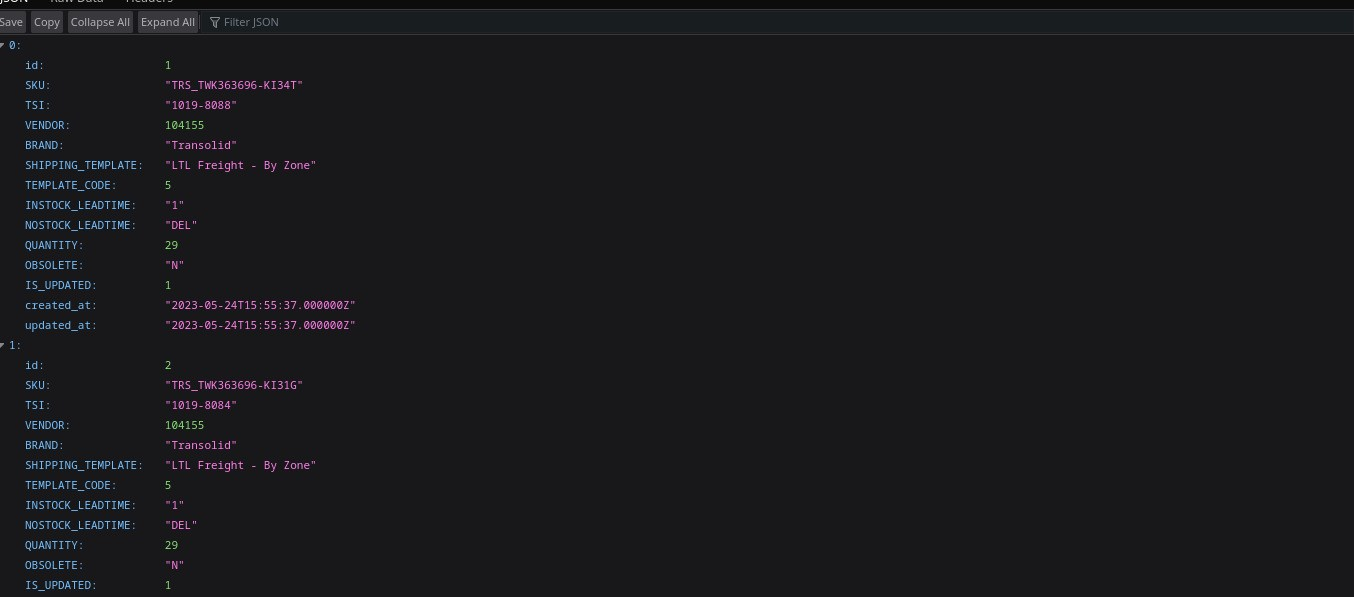 JSON Raw Data Headers
Save Copy Collapse All Expand All Filter JSON
0:
id: 1
SKU: "TRS_TWK363696-KI34T"
TSI: "1019-8088"
VENDOR: 104155
BRAND: "Transolid"
SHIPPING_TEMPLATE: "LTL Freight - By Zone"
TEMPLATE_CODE: 5
INSTOCK_LEADTIME: "1"
NOSTOCK_LEADTIME: "DEL"
QUANTITY: 29
OBSOLETE: "N"
IS_UPDATED: 1
created_at: "2023-05-24T15:55:37.000000Z"
updated_at: "2023-05-24T15:55:37.000000Z"
1:
id: 2
SKU: "TRS_TWK363696-KI31G"
TSI: "1019-8084"
VENDOR: 104155
BRAND: "Transolid"
SHIPPING_TEMPLATE: "LTL Freight - By Zone"
TEMPLATE_CODE: 5
INSTOCK_LEADTIME: "1"
NOSTOCK_LEADTIME: "DEL"
QUANTITY: 29
OBSOLETE: "N"
IS_UPDATED: 1